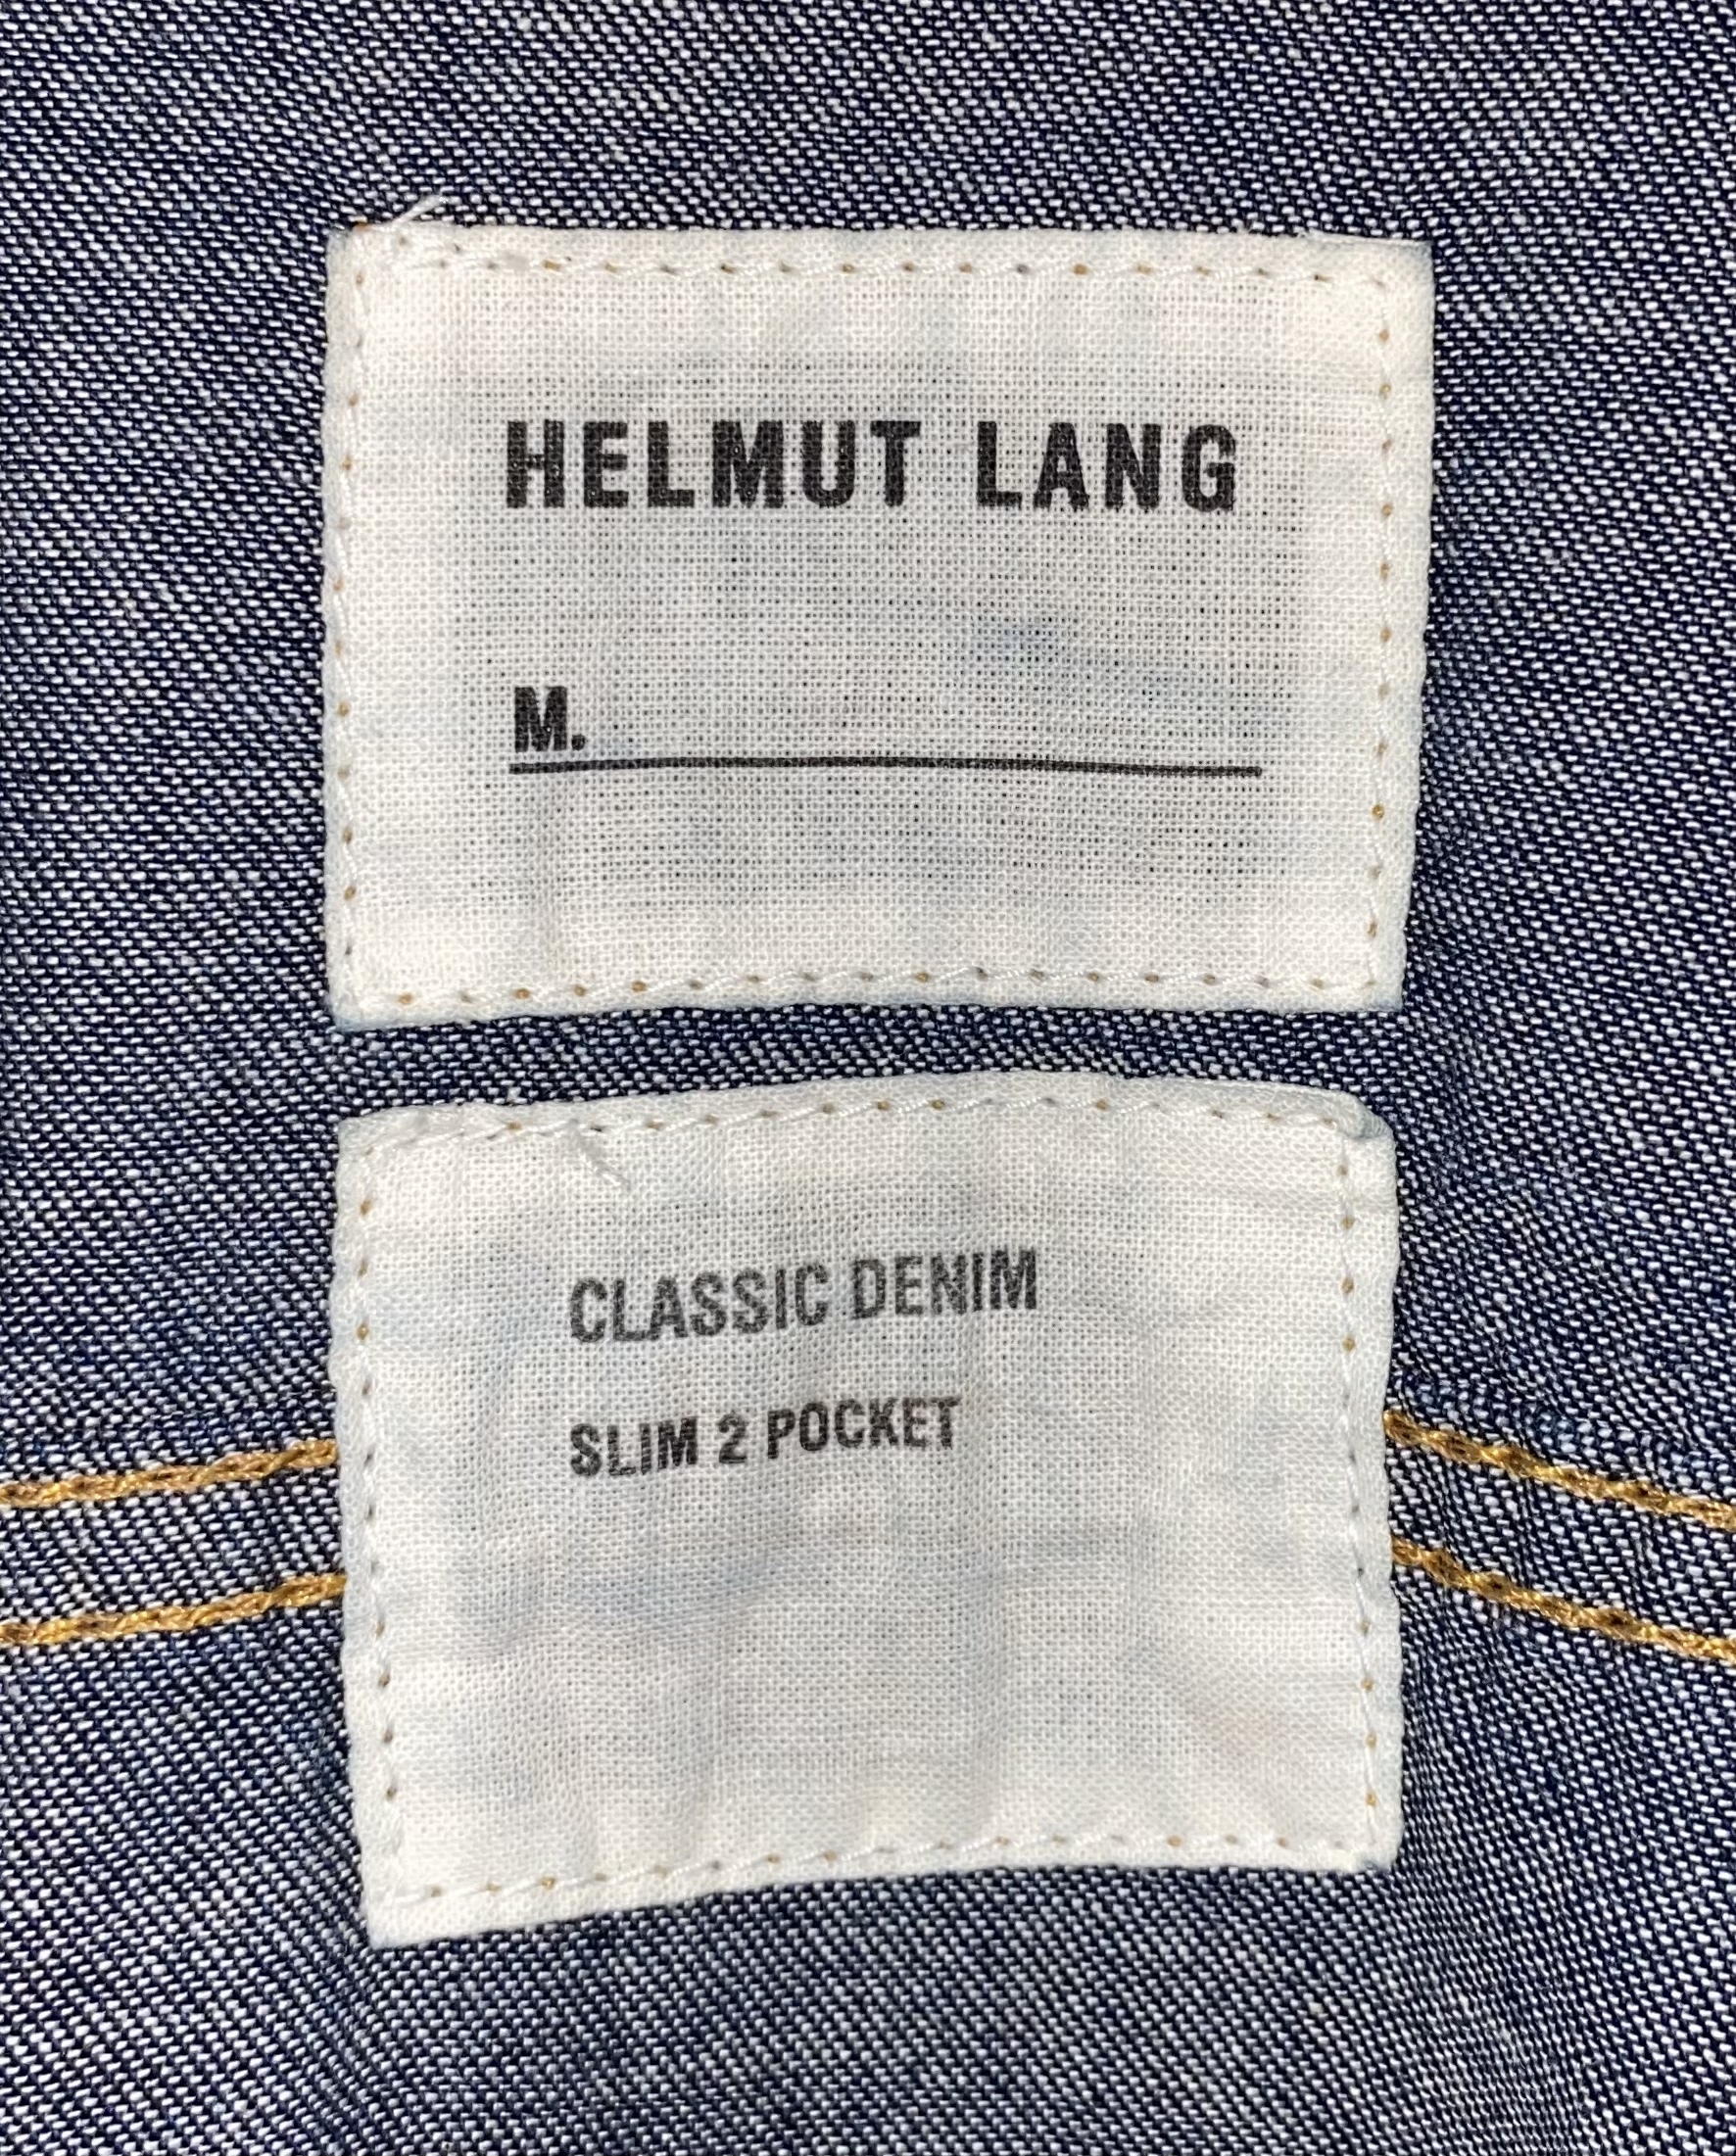 HELMUT LANG
M.
CLASSIC DENIM
SLIM 2 POCKET